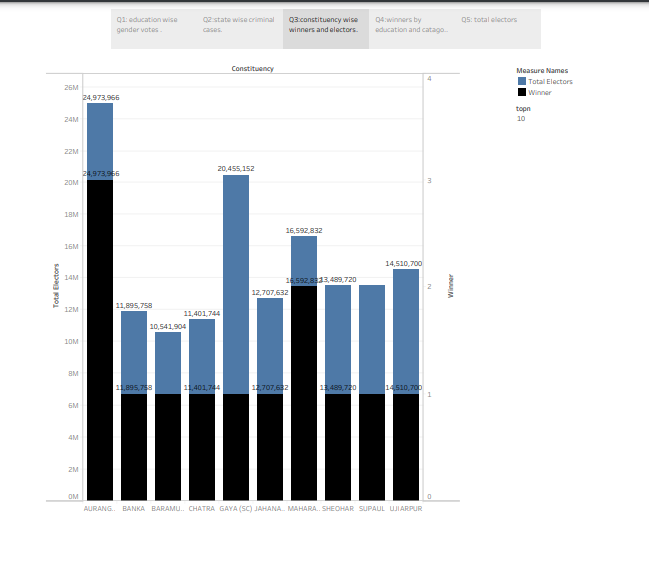 Q1: education wise
gender votes..
Q2:state wise criminal
cases.
Q3:constituency wise
winners and electors.
Q4:winners by
education and catago..
Q5: total electors
Constituency
Measure Names
Total Electors
Winner
topn
10
26M
24M
22M
20M
18M
16M
14M
12M
10M
8M
6M
4M
2M
0M
Total Electors
24,973,966
24,973,966
11,895,758
11,895,758
10,541,904
11,401,744
11,401,744
20,455,152
12,707,632
12,707,632
16,592,832
16,592,832
13,489,720
13,489,720
14,510,700
14,510,700
4
3
2
1
0
Winner
AURANG..
BANKA
BARAMU..
CHATRA
GAYA (SC)
JAHANA..
MAHARA..
SHEOHAR
SUPAUL
UJIARPUR